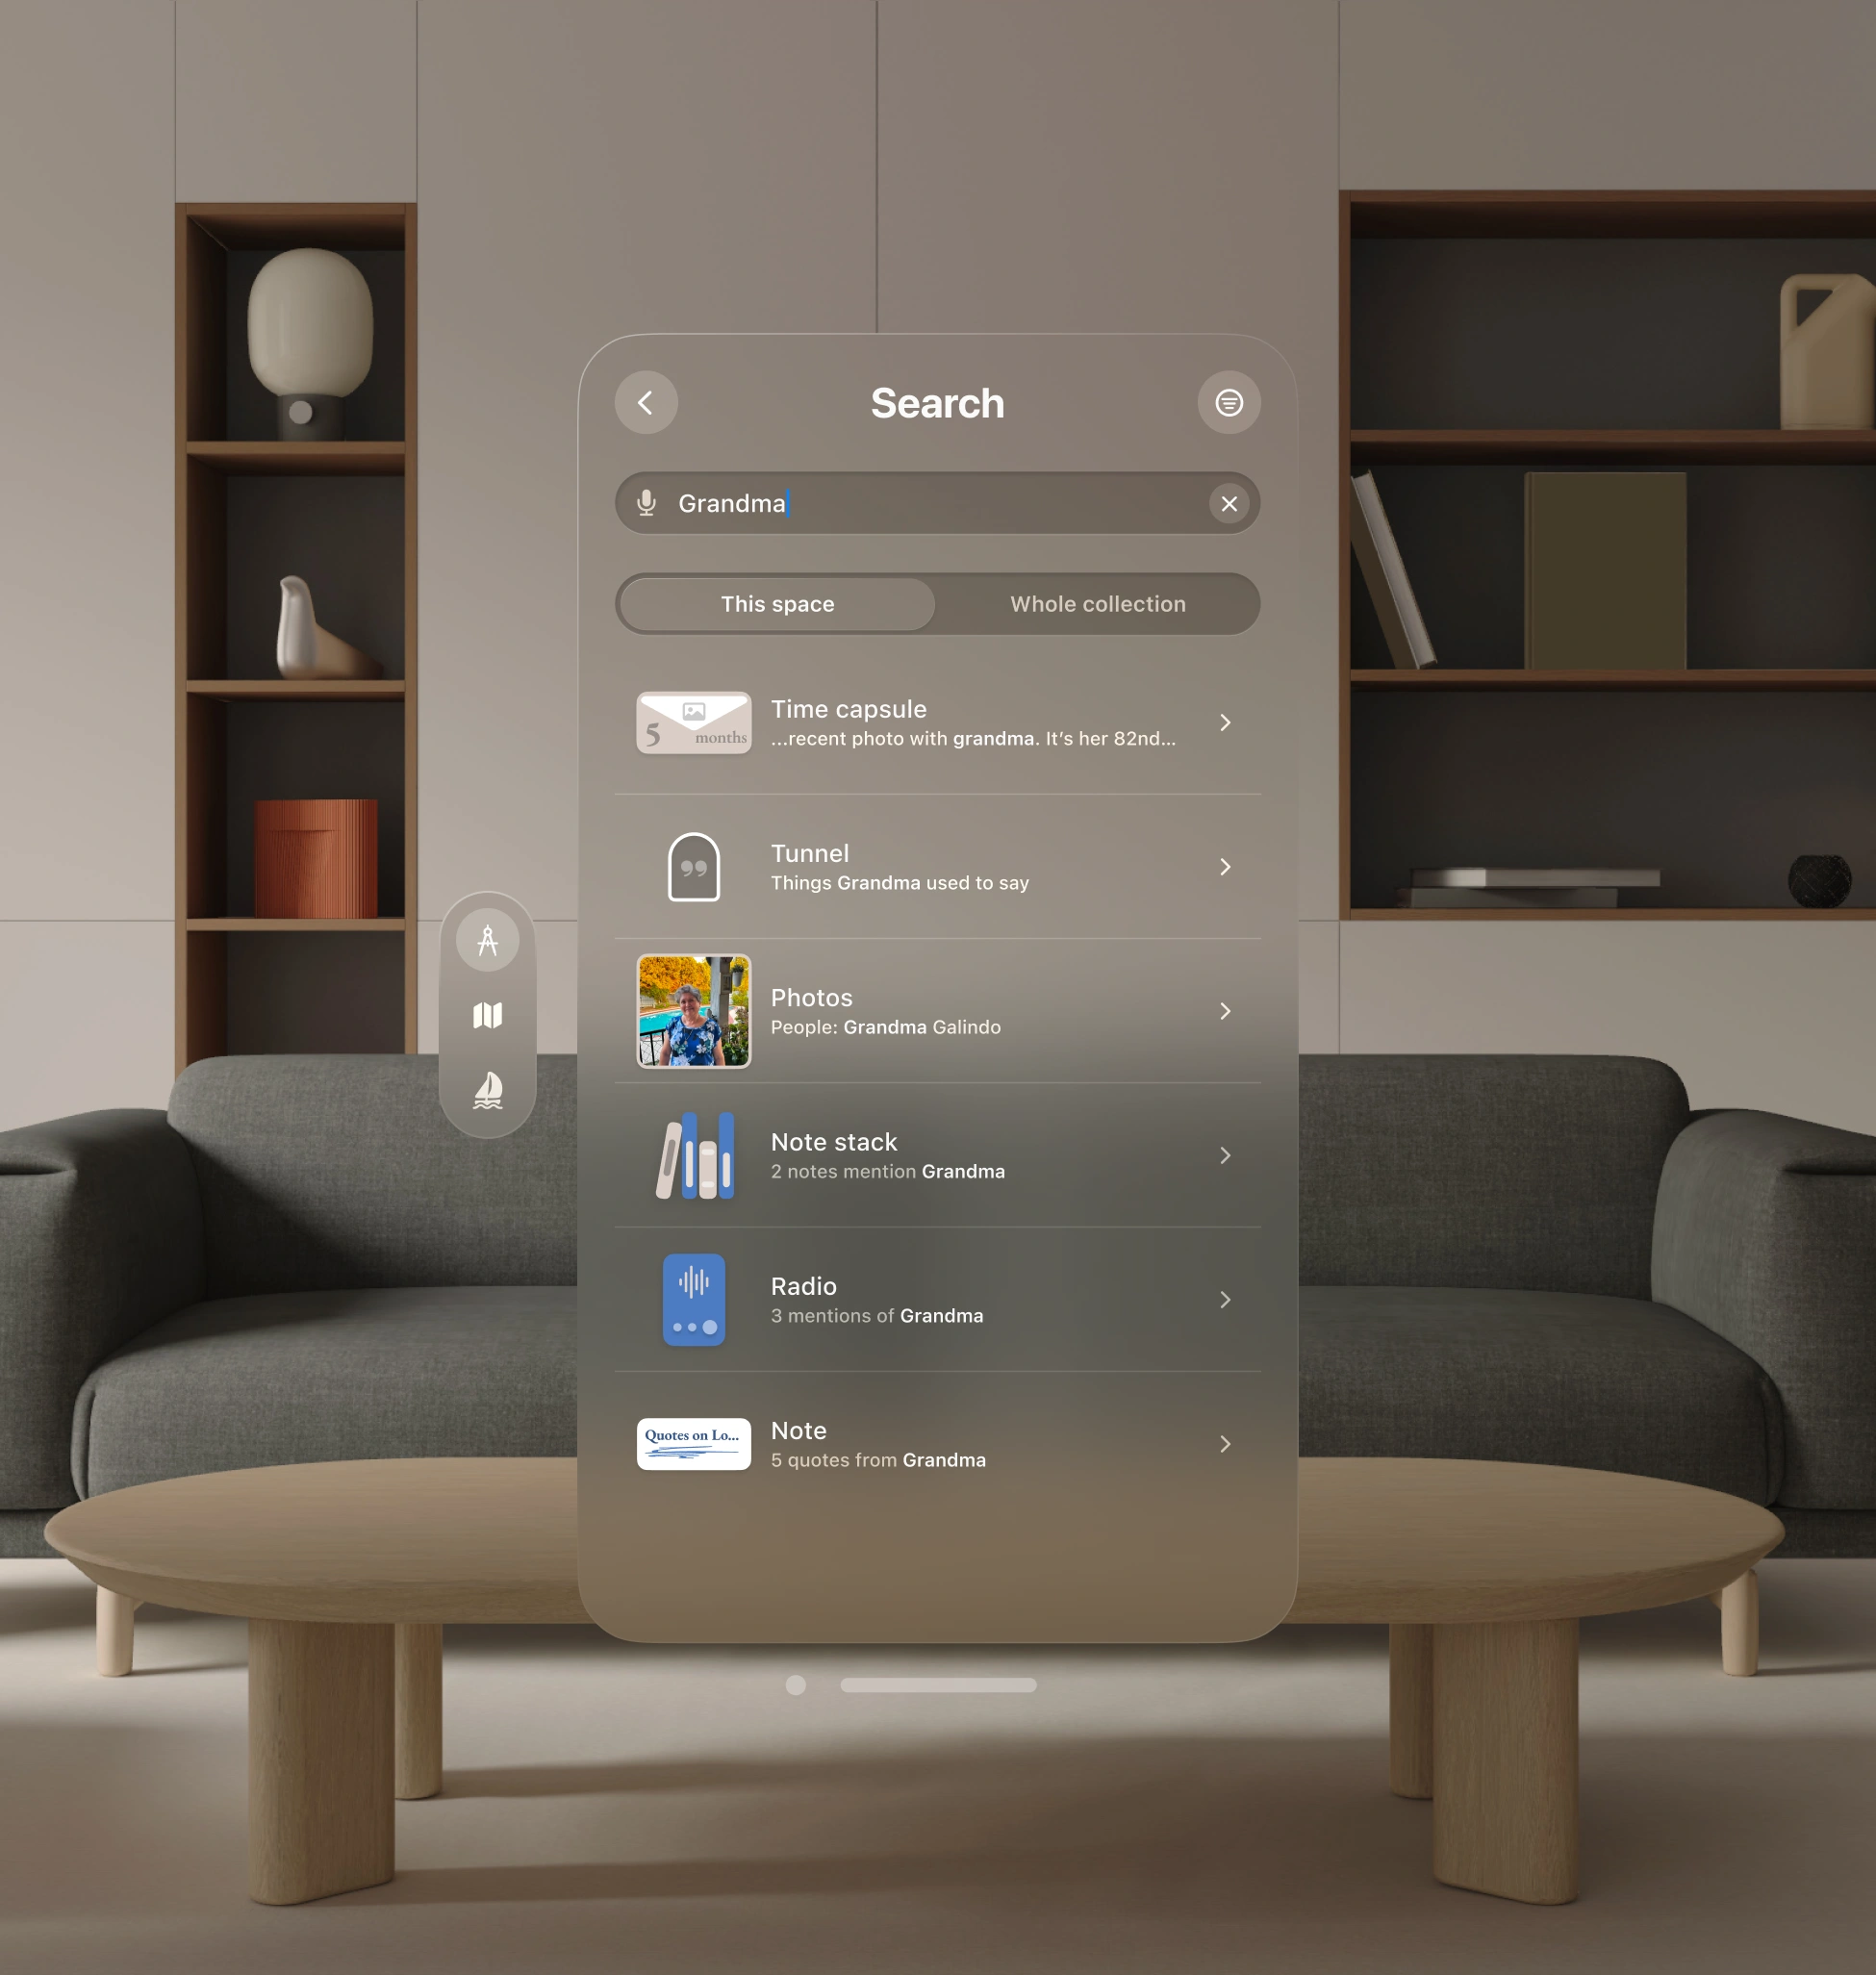 Search
Grandma
This space
Whole collection
5
months
Time capsule
...recent photo with grandma. It's her 82nd...
Tunnel
Things Grandma used to say
Photos
People: Grandma Galindo
Note stack
2 notes mention Grandma
Radio
3 mentions of Grandma
Quotes on Lo...
Note
5 quotes from Grandma